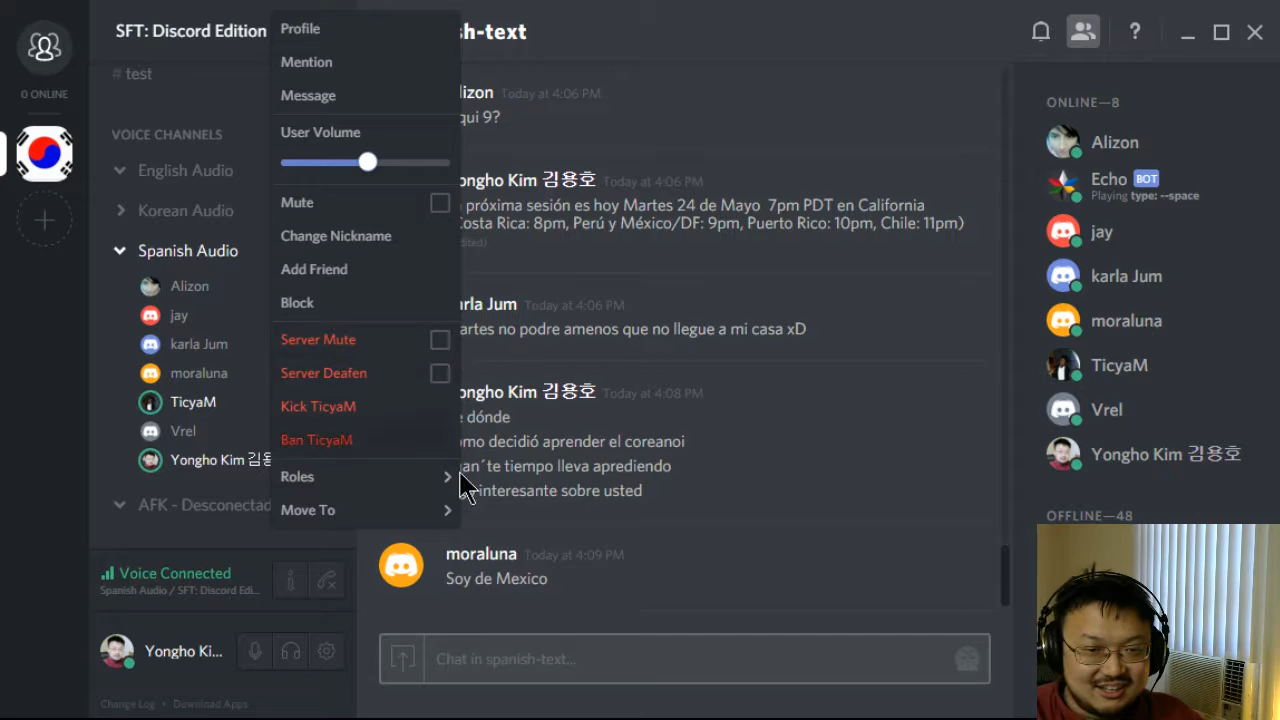 0 ONLINE
SFT: Discord Edition
# test
VOICE CHANNELS
English Audio
Korean Audio
Spanish Audio
Alizon
jay
karla Jum
moraluna
TicyaM
Vrel
Yongho Kim 김용
AFK - Desconectad
Voice Connected
Spanish Audio / SFT: Discord Edi...
Yongho Ki...
Change Log • Download Apps
Profile
Mention
Message
User Volume
Mute
Change Nickname
Add Friend
Block
Server Mute
Server Deafen
Kick TicyaM
Ban TicyaM
Roles
Move To
sh-text
lizon Today at 4:06 PM
qui 9?
ongho Kim 김용호 Today at 4:06 PM
próxima sesión es hoy Martes 24 de Mayo 7pm PDT en California
osta Rica: 8pm, Perú y México/DF: 9pm, Puerto Rico: 10pm, Chile: 11pm)
dited)
arla Jum Today at 4:06 PM
artes no podre amenos que no llegue a mi casa xD
ongho Kim 김용호 Today at 4:08 PM
e dónde
omo decidió aprender el coreanoi
uan´te tiempo lleva aprediendo
interesante sobre usted
moraluna Today at 4:09 PM
Soy de Mexico
Chat in spanish-text...
?
ONLINE—8
Alizon
Echo BOT
Playing type: --space
jay
karla Jum
moraluna
TicyaM
Vrel
Yongho Kim 김용호
OFFLINE—48